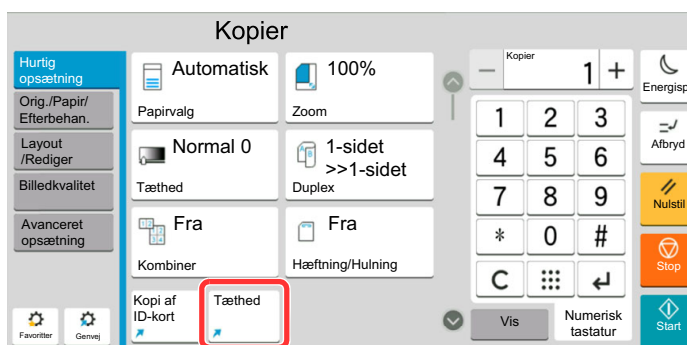 Kopier
Hurtig
opsætning
Orig./Papir/
Efterbehan.
Layout
/Rediger
Billedkvalitet
Avanceret
opsætning
Favoritter
Genvej
Automatisk
Papirvalg
100%
Zoom
Normal 0
Tæthed
1-sidet
>>1-sidet
Duplex
Fra
Kombiner
Fra
Hæftning/Hulning
Kopi af
ID-kort
Tæthed
Kopier
− 1 +
1 2 3
4 5 6
7 8 9
* 0 #
C
Vis
Numerisk
tastatur
Energisp
Afbryd
Nulstil
Stop
Start